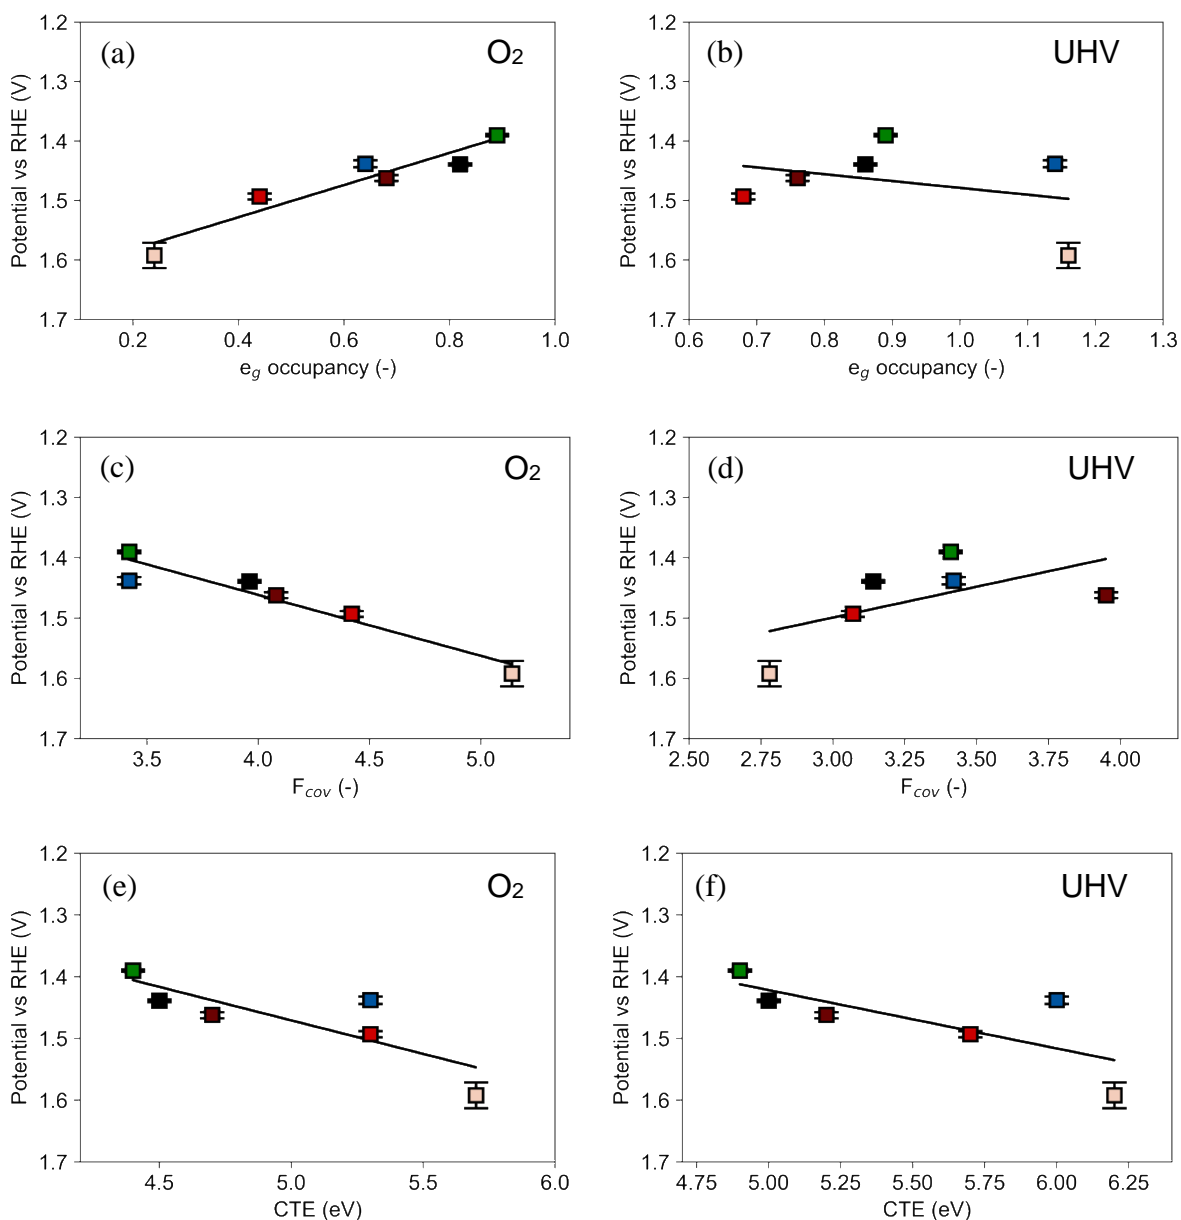 (a) O₂
1.2
1.3
1.4
1.5
1.6
1.7
Potential vs RHE (V)
0.2 0.4 0.6 0.8 1.0
e_g occupancy (-)
(b) UHV
1.2
1.3
1.4
1.5
1.6
1.7
Potential vs RHE (V)
0.6 0.7 0.8 0.9 1.0 1.1 1.2 1.3
e_g occupancy (-)
(c) O₂
1.2
1.3
1.4
1.5
1.6
1.7
Potential vs RHE (V)
3.5 4.0 4.5 5.0
F_cov (-)
(d) UHV
1.2
1.3
1.4
1.5
1.6
1.7
Potential vs RHE (V)
2.50 2.75 3.00 3.25 3.50 3.75 4.00
F_cov (-)
(e) O₂
1.2
1.3
1.4
1.5
1.6
1.7
Potential vs RHE (V)
4.5 5.0 5.5 6.0
CTE (eV)
(f) UHV
1.2
1.3
1.4
1.5
1.6
1.7
Potential vs RHE (V)
4.75 5.00 5.25 5.50 5.75 6.00 6.25
CTE (eV)